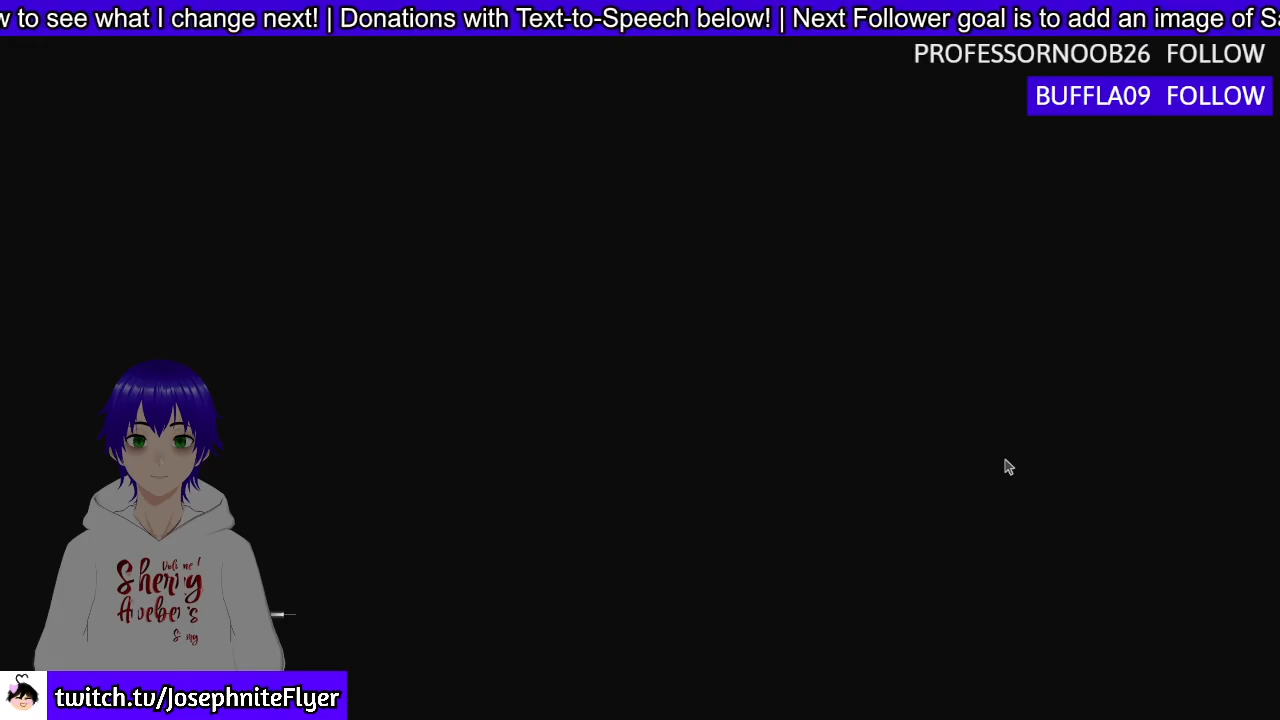 to see what I change next! | Donations with Text-to-Speech below! | Next Follower goal is to add an image of
PROFESSORNOOB26 FOLLOW
BUFFLA09 FOLLOW
Sherry
twitch.tv/JosephniteFlyer